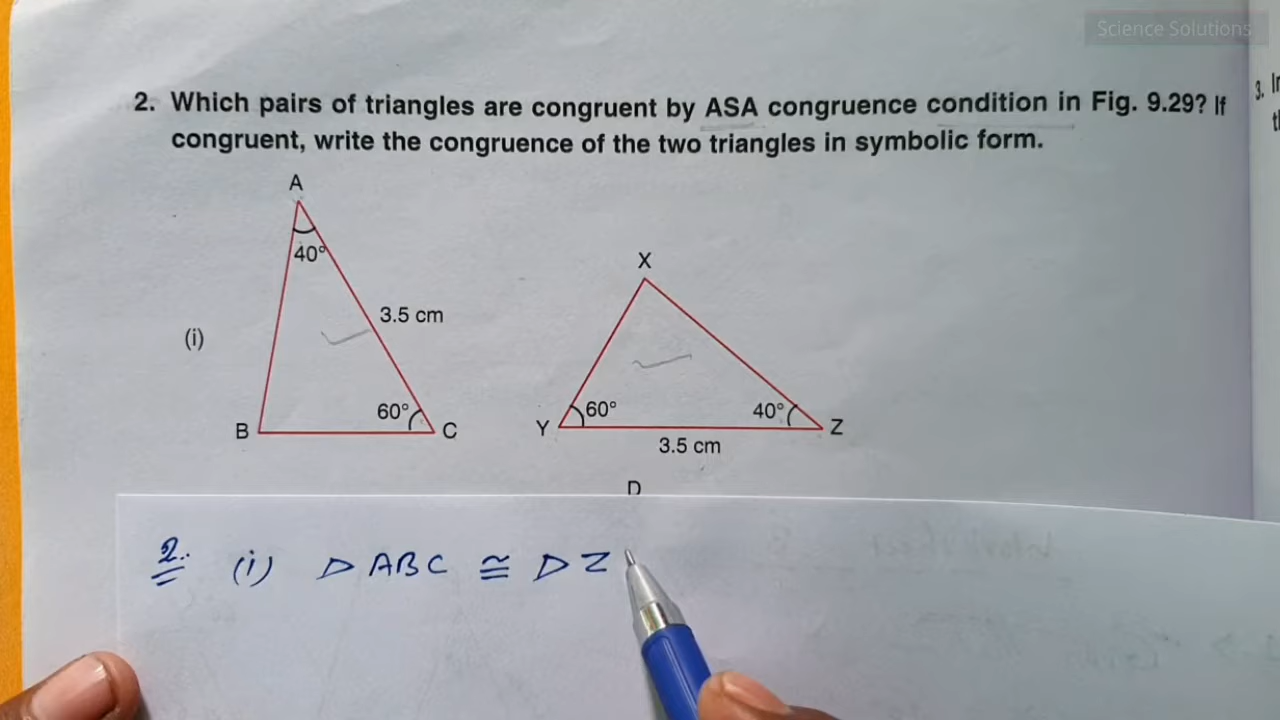 Science Solutions
2. Which pairs of triangles are congruent by ASA congruence condition in Fig. 9.29? If
congruent, write the congruence of the two triangles in symbolic form.
3. In
A
40°
X
3.5 cm
(i)
60°
60°
40°
B
C
Y
Z
3.5 cm
D
2. (i) △ ABC ≅ △ Z